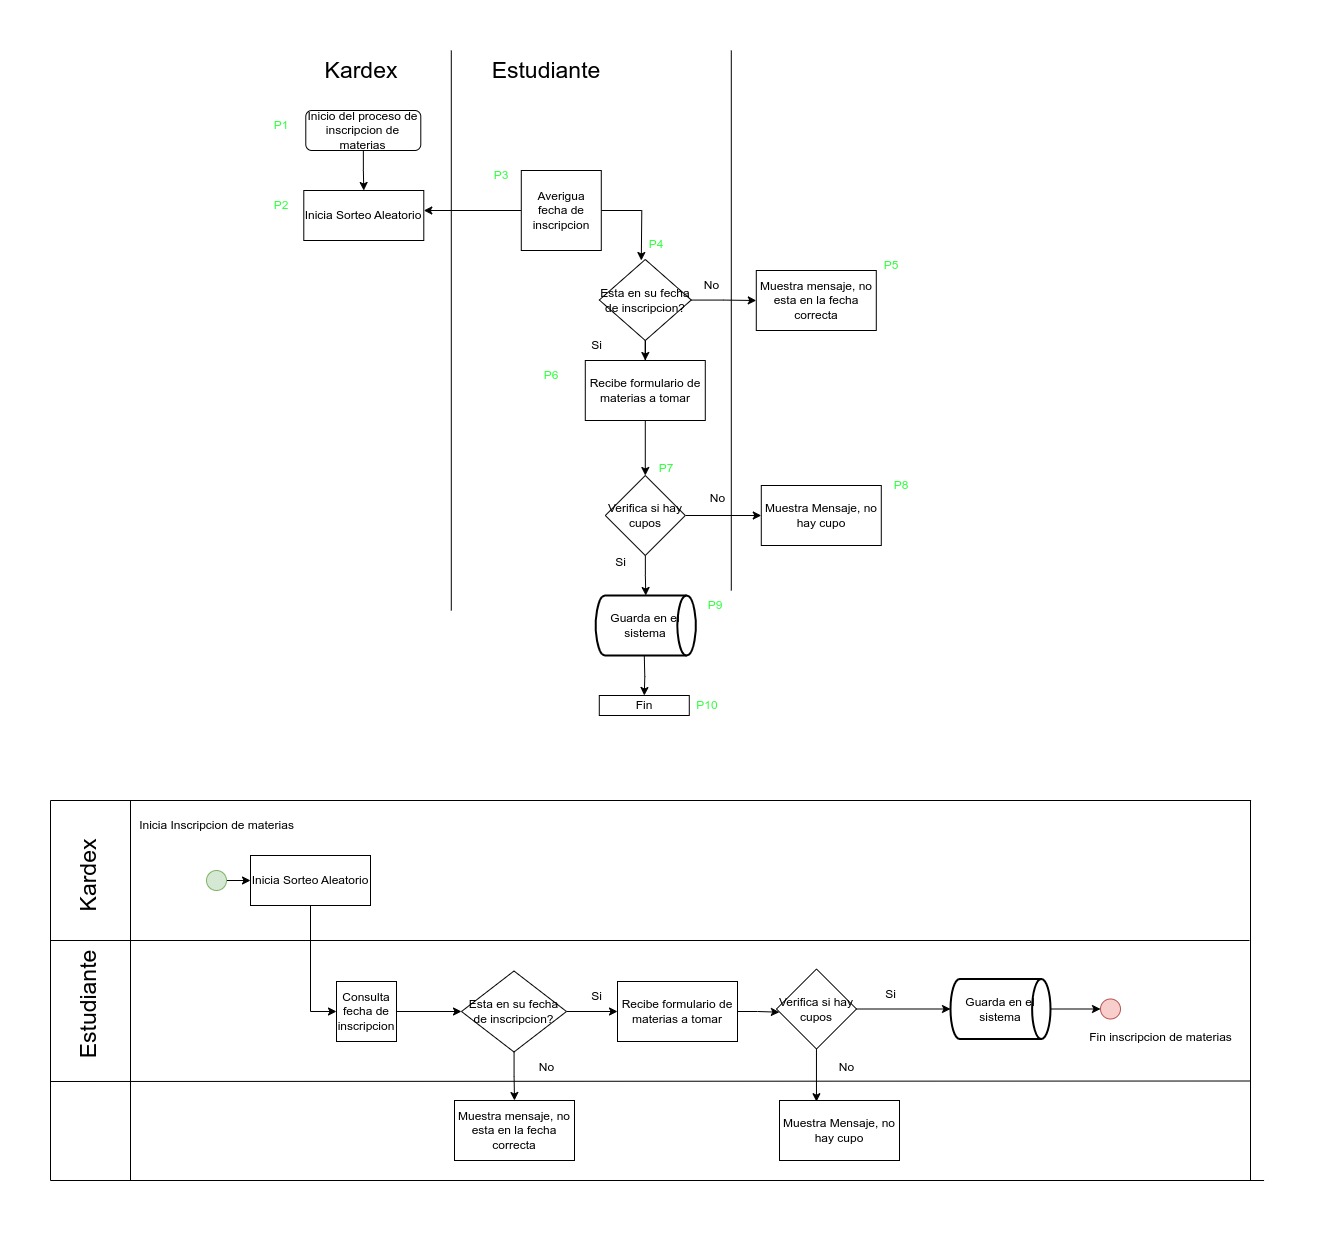 Kardex
Estudiante
P1
Inicio del proceso de
inscripcion de
materias
P2
Inicia Sorteo Aleatorio
P3
Averigua
fecha de
inscripcion
P4
Esta en su fecha
de inscripcion?
No
P5
Muestra mensaje, no
esta en la fecha
correcta
Si
P6
Recibe formulario de
materias a tomar
P7
Verifica si hay
cupos
No
P8
Muestra Mensaje, no
hay cupo
Si
P9
Guarda en el
sistema
Fin
P10
Kardex
Inicia Inscripcion de materias
Inicia Sorteo Aleatorio
Estudiante
Consulta
fecha de
inscripcion
Esta en su fecha
de inscripcion?
Si
Recibe formulario de
materias a tomar
Verifica si hay
cupos
Si
Guarda en el
sistema
Fin inscripcion de materias
No
No
Muestra mensaje, no
esta en la fecha
correcta
Muestra Mensaje, no
hay cupo